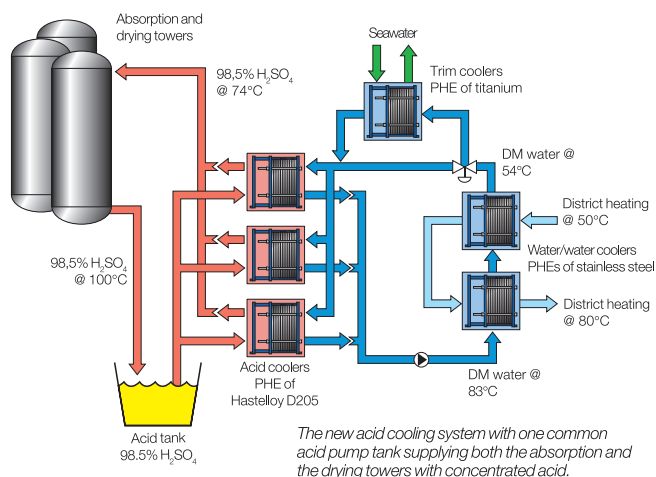 Absorption and
drying towers
98,5% H₂SO₄
@ 74°C
Seawater
Trim coolers
PHE of titanium
DM water @
54°C
District heating
@ 50°C
Water/water coolers
PHEs of stainless steel
District heating
@ 80°C
98,5% H₂SO₄
@ 100°C
DM water @
83°C
Acid coolers
PHE of
Hastelloy D205
Acid tank
98.5% H₂SO₄
The new acid cooling system with one common
acid pump tank supplying both the absorption and
the drying towers with concentrated acid.